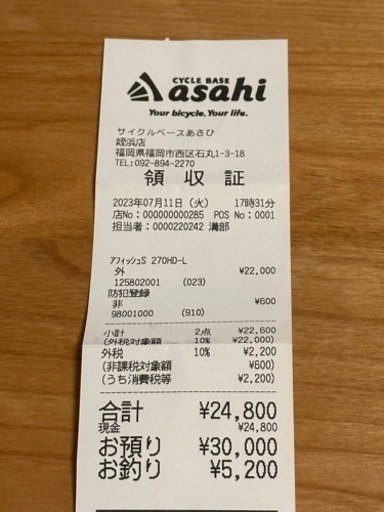 CYCLE BASE
asahi
Your bicycle, Your life.
サイクルベースあさひ
姪浜店
福岡県福岡市西区石丸1-3-18
TEL:092-894-2270
領収証
2023年07月11日（火） 17時31分
店No：000000000285 POS No：0001
担当者：0000220242 溝部
アフィッシュS 270HD-L
外 ¥22,000
125802001 (023)
防犯登録
非 ¥600
98001000 (910)
小計 2点 ¥22,600
(外税対象額 10% ¥22,000)
外税 10% ¥2,200
(非課税対象額 ¥600)
(うち消費税等 ¥2,200)
合計 ¥24,800
現金 ¥24,800
お預り ¥30,000
お釣り ¥5,200